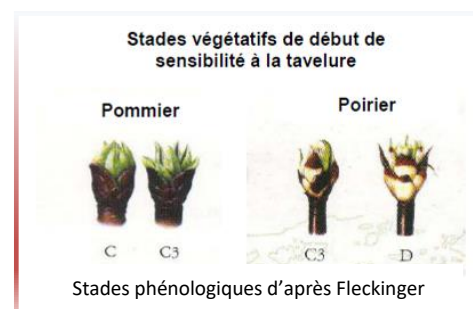 Stades végétatifs de début de
sensibilité à la tavelure
Pommier
Poirier
C
C3
C3
D
Stades phénologiques d’après Fleckinger